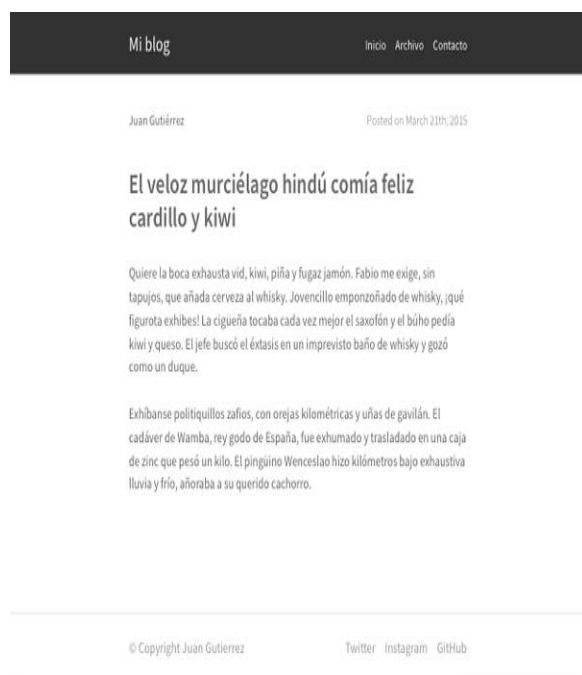 Mi blog
Inicio Archivo Contacto
Juan Gutiérrez
Posted on March 21th, 2015
El veloz murciélago hindú comía feliz
cardillo y kiwi
Quiere la boca exhausta vid, kiwi, piña y fugaz jamón. Fabio me exige, sin
tapujos, que añada cerveza al whisky. Jovencillo emponzoñado de whisky, ¡qué
figurota exhibes! La cigüeña tocaba cada vez mejor el saxofón y el búho pedía
kiwi y queso. El jefe buscó el éxtasis en un imprevisto baño de whisky y gozó
como un duque.
Exhíbanse politiquillos zafios, con orejas kilométricas y uñas de gavilán. El
cadáver de Wamba, rey godo de España, fue exhumado y trasladado en una caja
de zinc que pesó un kilo. El pingüino Wenceslao hizo kilómetros bajo exhaustiva
lluvia y frío, añoraba a su querido cachorro.
© Copyright Juan Gutierrez
Twitter Instagram GitHub